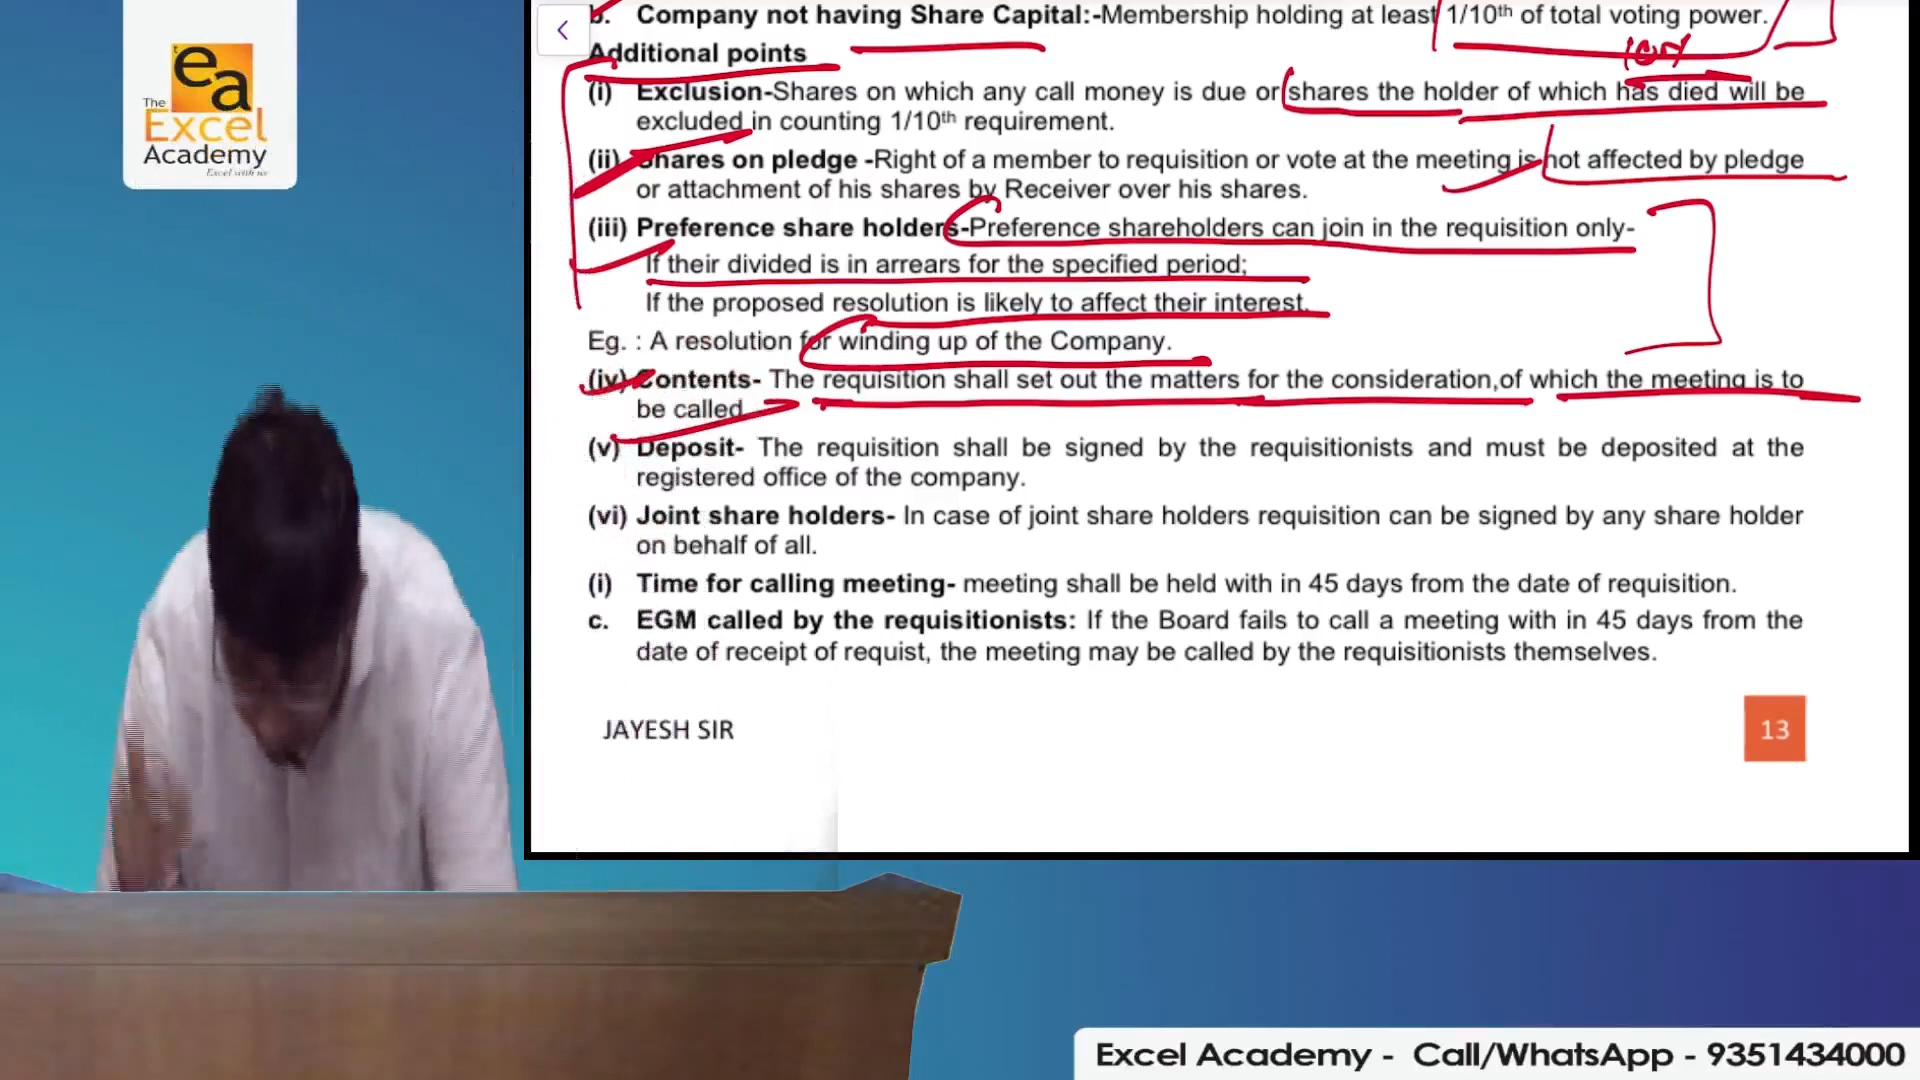 t
ea
The
Excel
Academy
Excel with us
b. Company not having Share Capital:-Membership holding at least 1/10th of total voting power.
Additional points
(i) Exclusion-Shares on which any call money is due or shares the holder of which has died will be
excluded in counting 1/10th requirement.
(ii) Shares on pledge -Right of a member to requisition or vote at the meeting is not affected by pledge
or attachment of his shares by Receiver over his shares.
(iii) Preference share holders-Preference shareholders can join in the requisition only-
If their divided is in arrears for the specified period;
If the proposed resolution is likely to affect their interest.
Eg. : A resolution for winding up of the Company.
(iv) Contents- The requisition shall set out the matters for the consideration,of which the meeting is to
be called
(v) Deposit- The requisition shall be signed by the requisitionists and must be deposited at the
registered office of the company.
(vi) Joint share holders- In case of joint share holders requisition can be signed by any share holder
on behalf of all.
(i) Time for calling meeting- meeting shall be held with in 45 days from the date of requisition.
c. EGM called by the requisitionists: If the Board fails to call a meeting with in 45 days from the
date of receipt of requist, the meeting may be called by the requisitionists themselves.
JAYESH SIR
13
Excel Academy - Call/WhatsApp - 9351434000